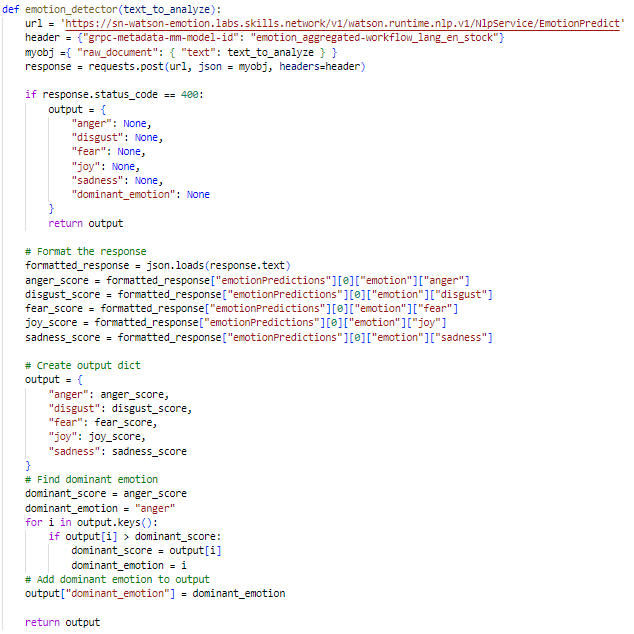 def emotion_detector(text_to_analyze):
    url = 'https://sn-watson-emotion.labs.skills.network/v1/watson.runtime.nlp.v1/NlpService/EmotionPredict'
    header = {"grpc-metadata-mm-model-id": "emotion_aggregated-workflow_lang_en_stock"}
    myobj ={ "raw_document": { "text": text_to_analyze } }
    response = requests.post(url, json = myobj, headers=header)

    if response.status_code == 400:
        output = {
            "anger": None,
            "disgust": None,
            "fear": None,
            "joy": None,
            "sadness": None,
            "dominant_emotion": None
        }
        return output

    # Format the response
    formatted_response = json.loads(response.text)
    anger_score = formatted_response["emotionPredictions"][0]["emotion"]["anger"]
    disgust_score = formatted_response["emotionPredictions"][0]["emotion"]["disgust"]
    fear_score = formatted_response["emotionPredictions"][0]["emotion"]["fear"]
    joy_score = formatted_response["emotionPredictions"][0]["emotion"]["joy"]
    sadness_score = formatted_response["emotionPredictions"][0]["emotion"]["sadness"]

    # Create output dict
    output = {
        "anger": anger_score,
        "disgust": disgust_score,
        "fear": fear_score,
        "joy": joy_score,
        "sadness": sadness_score
    }
    # Find dominant emotion
    dominant_score = anger_score
    dominant_emotion = "anger"
    for i in output.keys():
        if output[i] > dominant_score:
            dominant_score = output[i]
            dominant_emotion = i
    # Add dominant emotion to output
    output["dominant_emotion"] = dominant_emotion

    return output